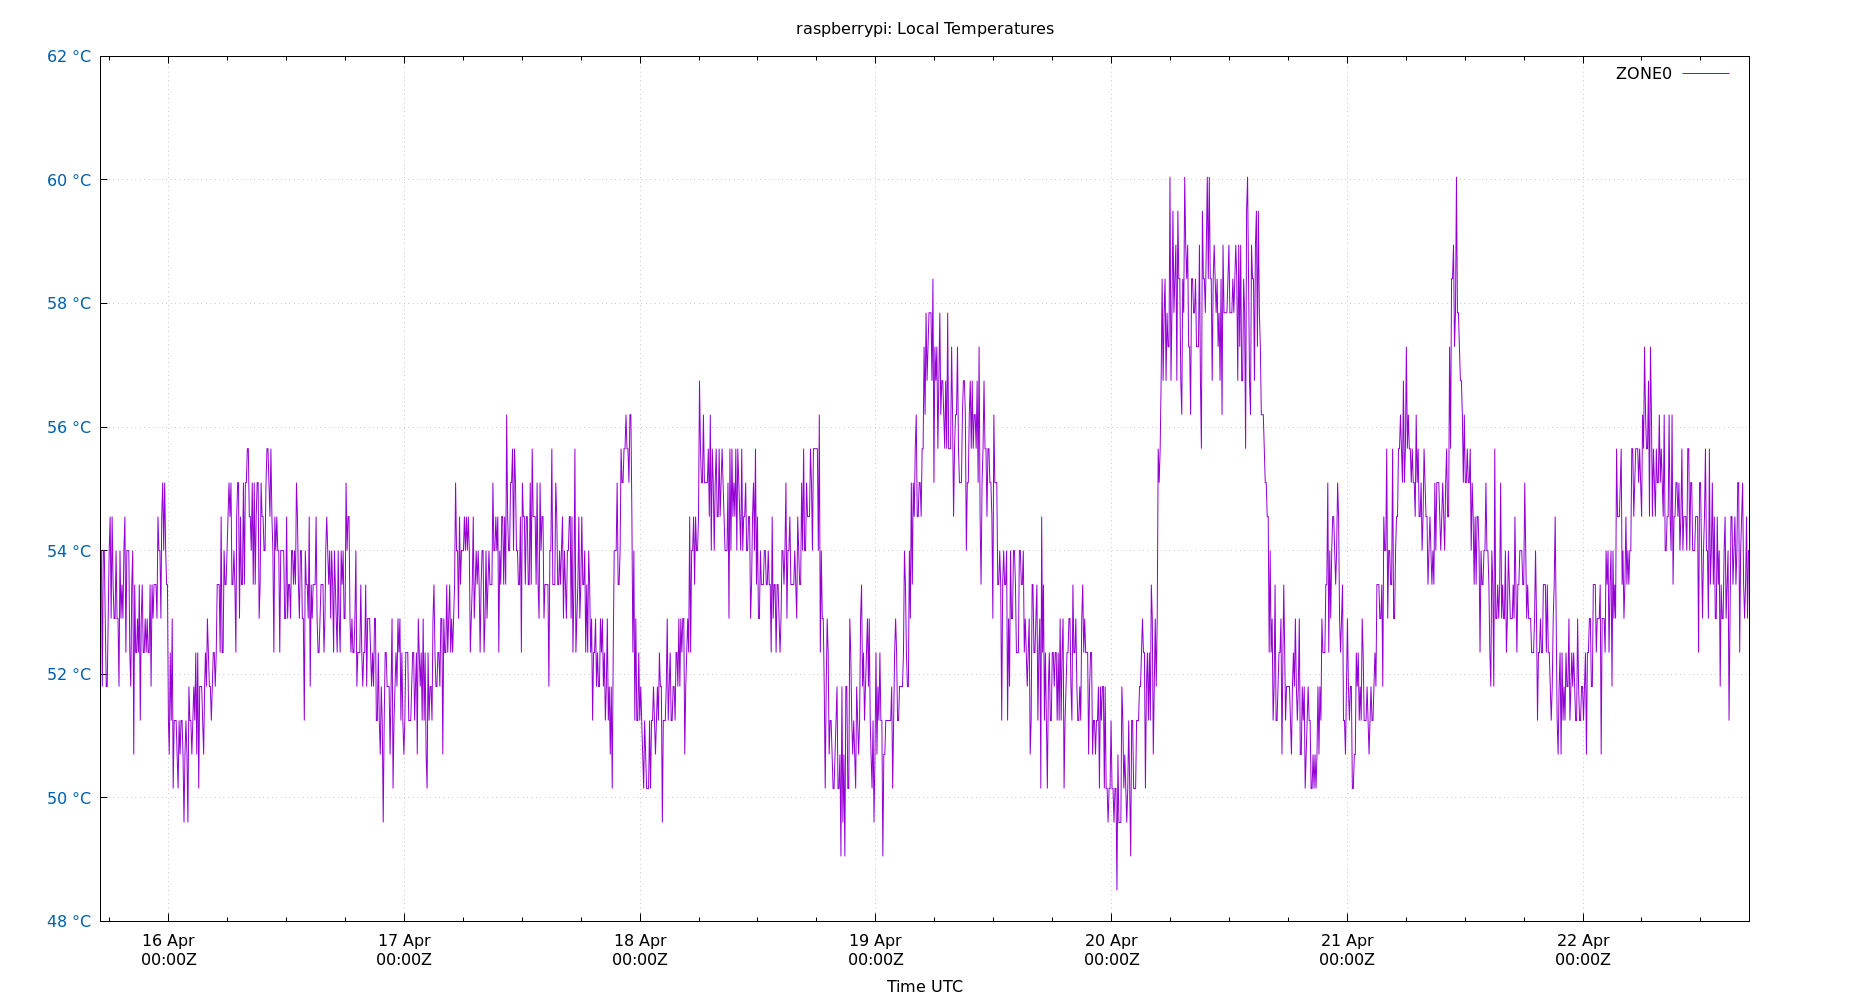 raspberrypi: Local Temperatures
62 °C
ZONE0
60 °C
58 °C
56 °C
54 °C
52 °C
50 °C
48 °C
16 Apr 17 Apr 18 Apr 19 Apr 20 Apr 21 Apr 22 Apr
00:00Z 00:00Z 00:00Z 00:00Z 00:00Z 00:00Z 00:00Z
Time UTC